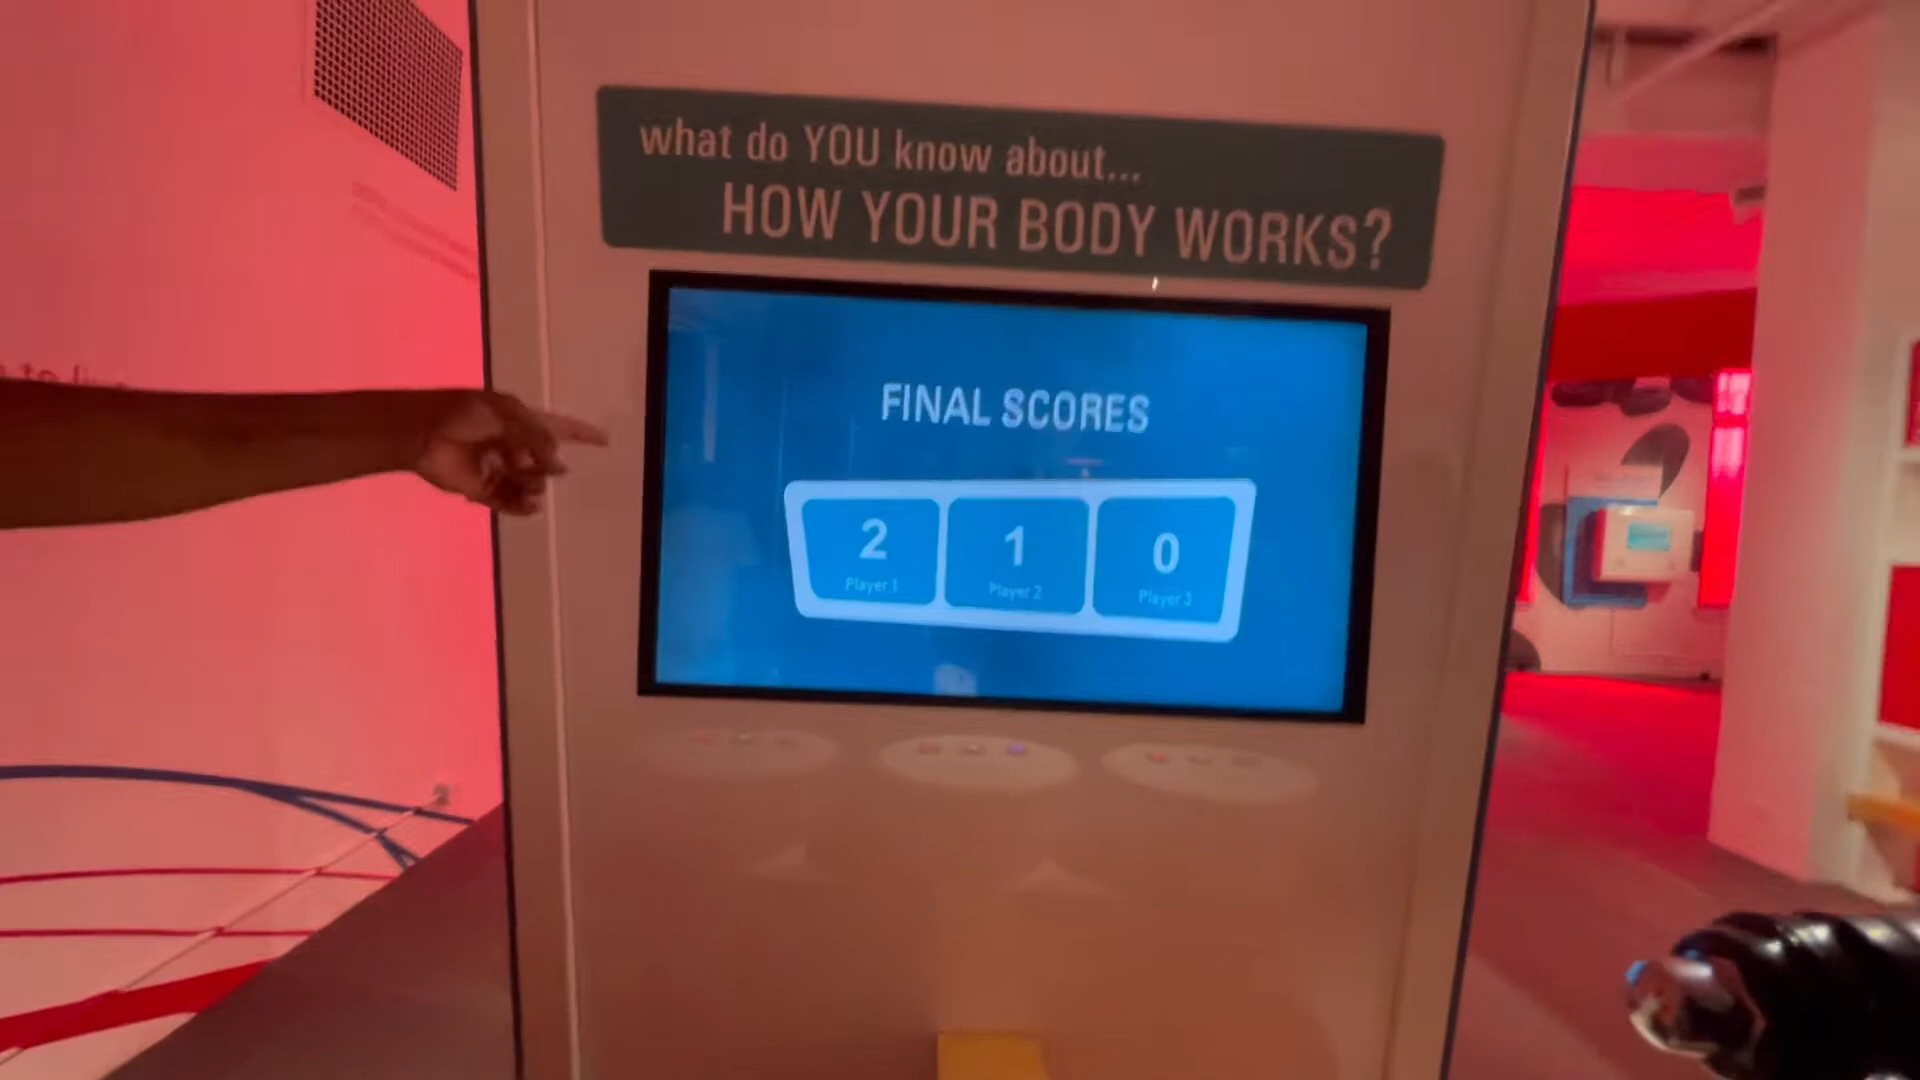 what do YOU know about...
HOW YOUR BODY WORKS?
FINAL SCORES
2 1 0
Player 1 Player 2 Player 3